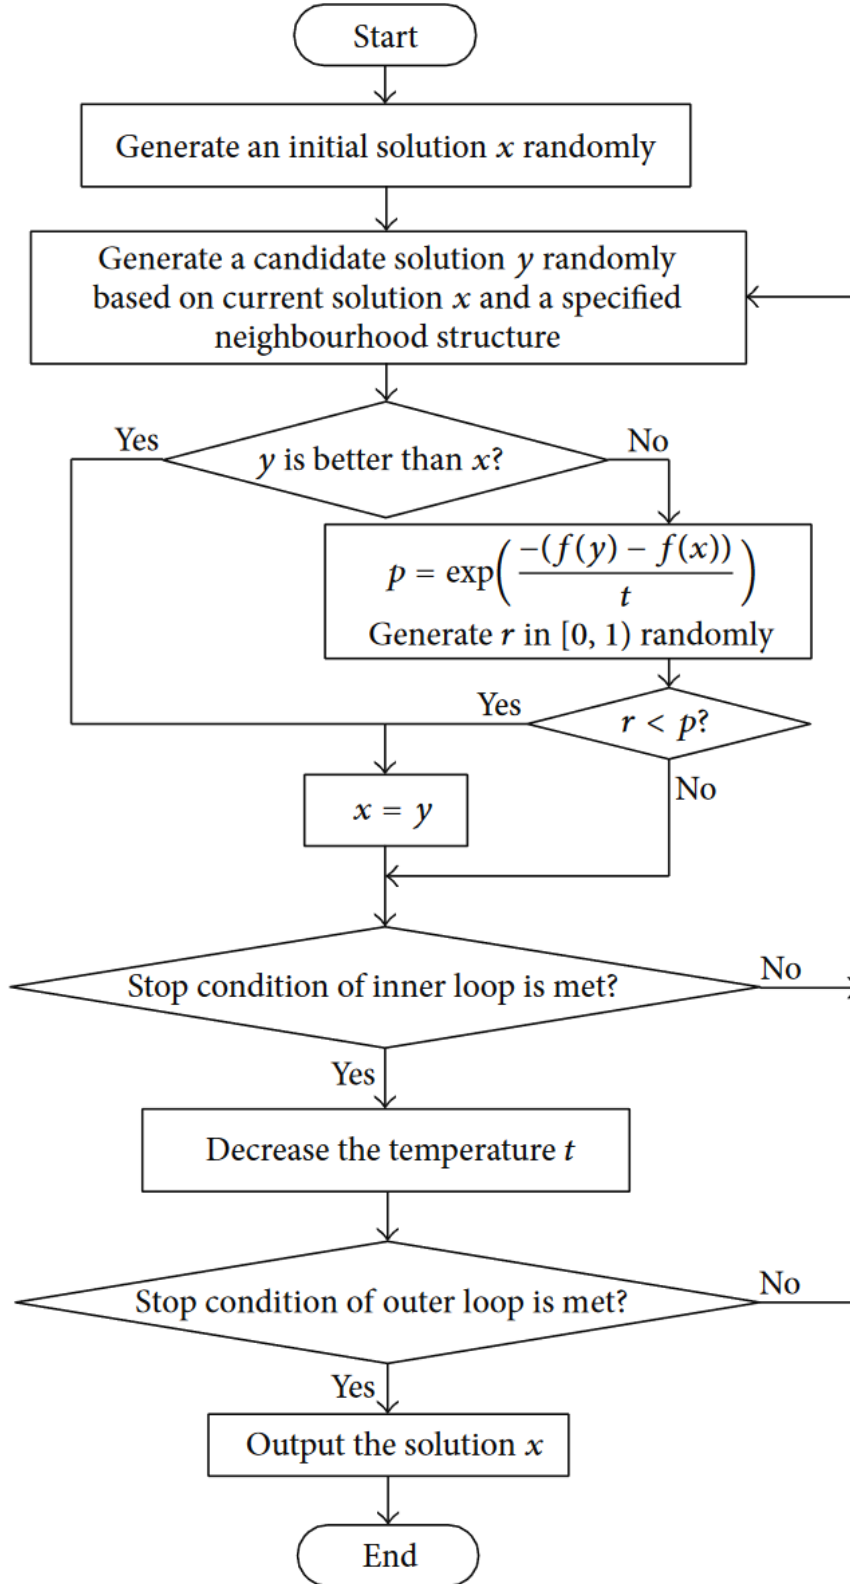 Start
Generate an initial solution x randomly
Generate a candidate solution y randomly
based on current solution x and a specified
neighbourhood structure
Yes
y is better than x?
No
p = exp(−(f(y) − f(x))/t)
Generate r in [0, 1) randomly
Yes
r < p?
No
x = y
Stop condition of inner loop is met?
No
Yes
Decrease the temperature t
Stop condition of outer loop is met?
No
Yes
Output the solution x
End